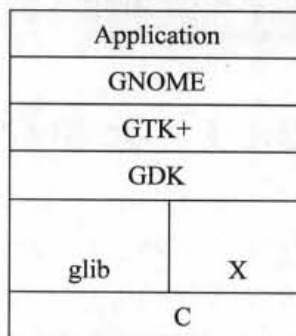 Application
GNOME
GTK+
GDK
glib X
C